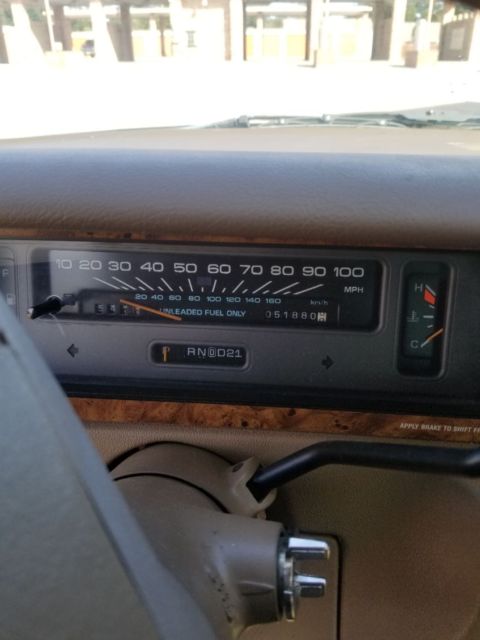 10 20 30 40 50 60 70 80 90 100
MPH
20 40 60 80 100 120 140 160 km/h
UNLEADED FUEL ONLY
051880
F
RN D21
H
C
APPLY BRAKE TO SHIFT